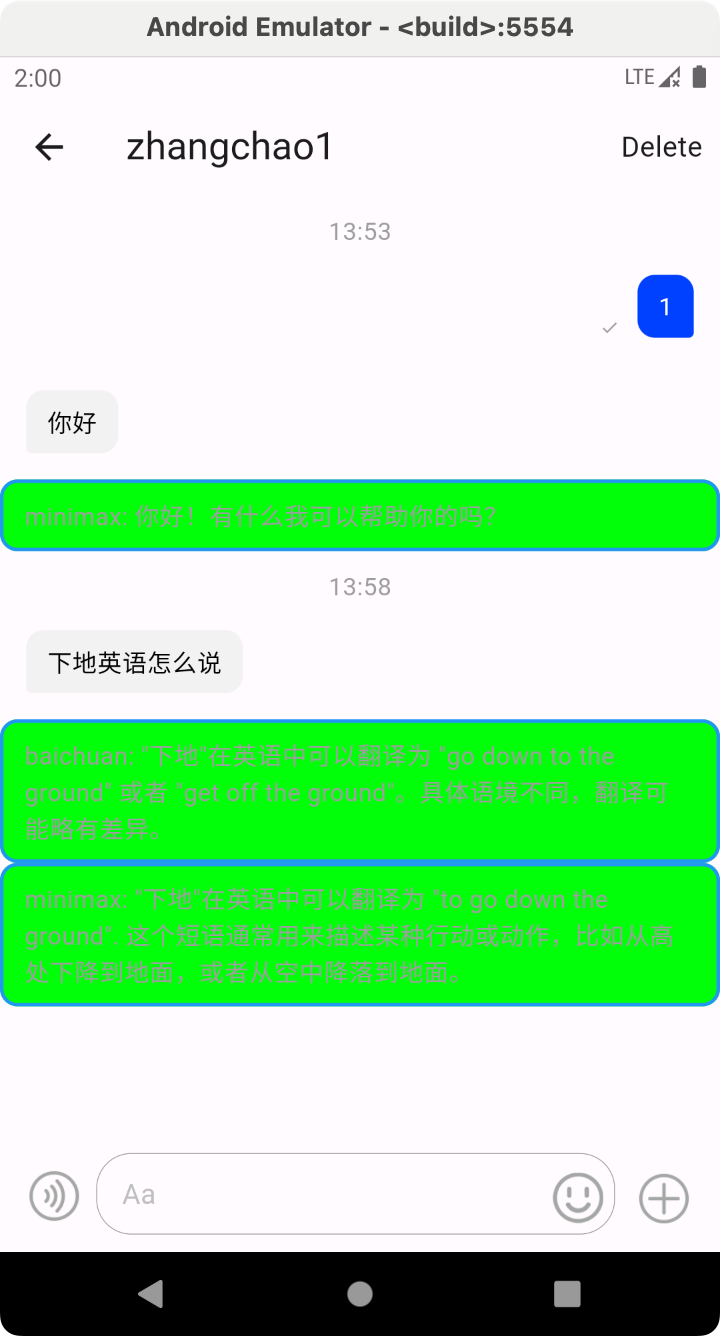 Android Emulator - <build>:5554
2:00
LTE
zhangchao1
Delete
13:53
1
你好
minimax: 你好！有什么我可以帮助你的吗？
13:58
下地英语怎么说
baichuan: "下地"在英语中可以翻译为 "go down to the
ground" 或者 "get off the ground"。具体语境不同，翻译可
能略有差异。
minimax: "下地"在英语中可以翻译为 "to go down the
ground". 这个短语通常用来描述某种行动或动作，比如从高
处下降到地面，或者从空中降落到地面。
Aa